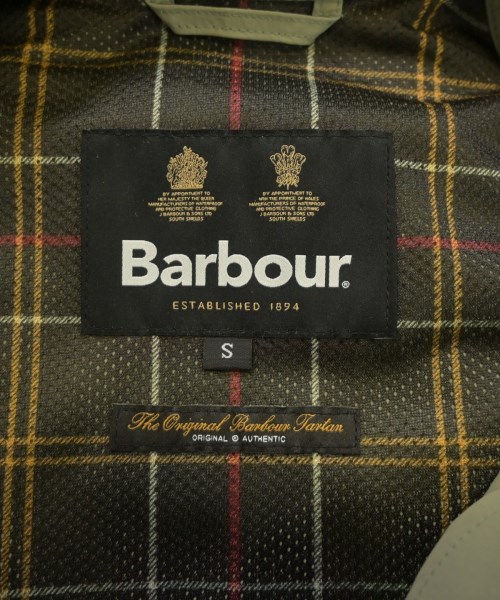 BY APPOINTMENT TO
HER MAJESTY THE QUEEN
MANUFACTURERS OF WATERPROOF
AND PROTECTIVE CLOTHING
J BARBOUR & SONS LTD
SOUTH SHIELDS
BY APPOINTMENT TO
HRH THE PRINCE OF WALES
MANUFACTURERS OF WATERPROOF
AND PROTECTIVE CLOTHING
J BARBOUR & SONS LTD
SOUTH SHIELDS
Barbour®
ESTABLISHED 1894
S
The Original Barbour Tartan
ORIGINAL © AUTHENTIC